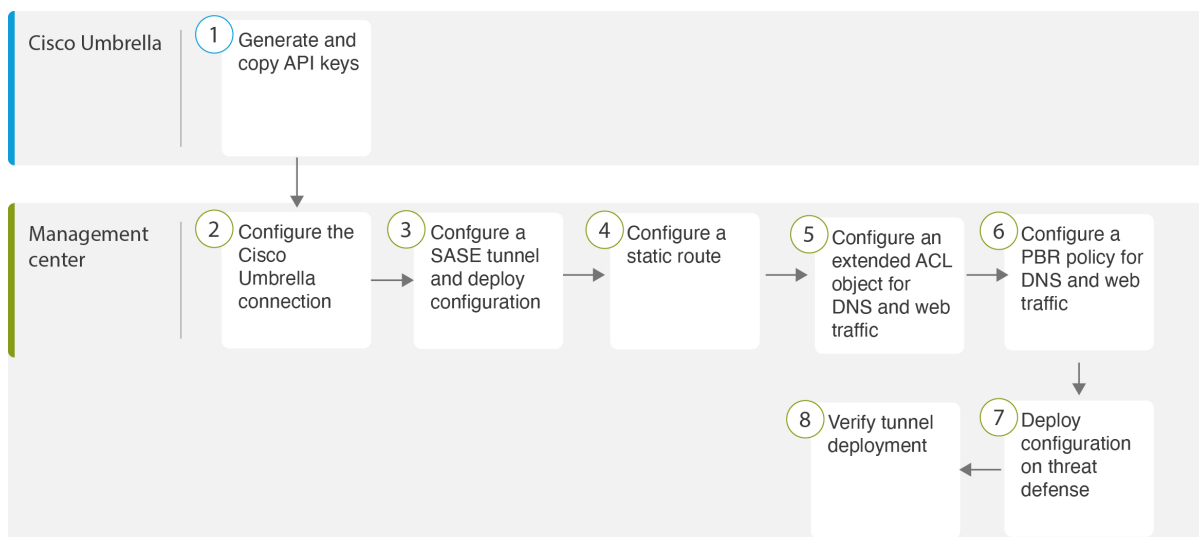 Cisco Umbrella
1
Generate and
copy API keys
Management
center
2
Configure the
Cisco
Umbrella
connection
3
Confgure a
SASE tunnel
and deploy
configuration
4
Configure a
static route
5
Configure an
extended ACL
object for
DNS and web
traffic
6
Configure a
PBR policy for
DNS and web
traffic
7
Deploy
configuration
on threat
defense
8
Verify tunnel
deployment